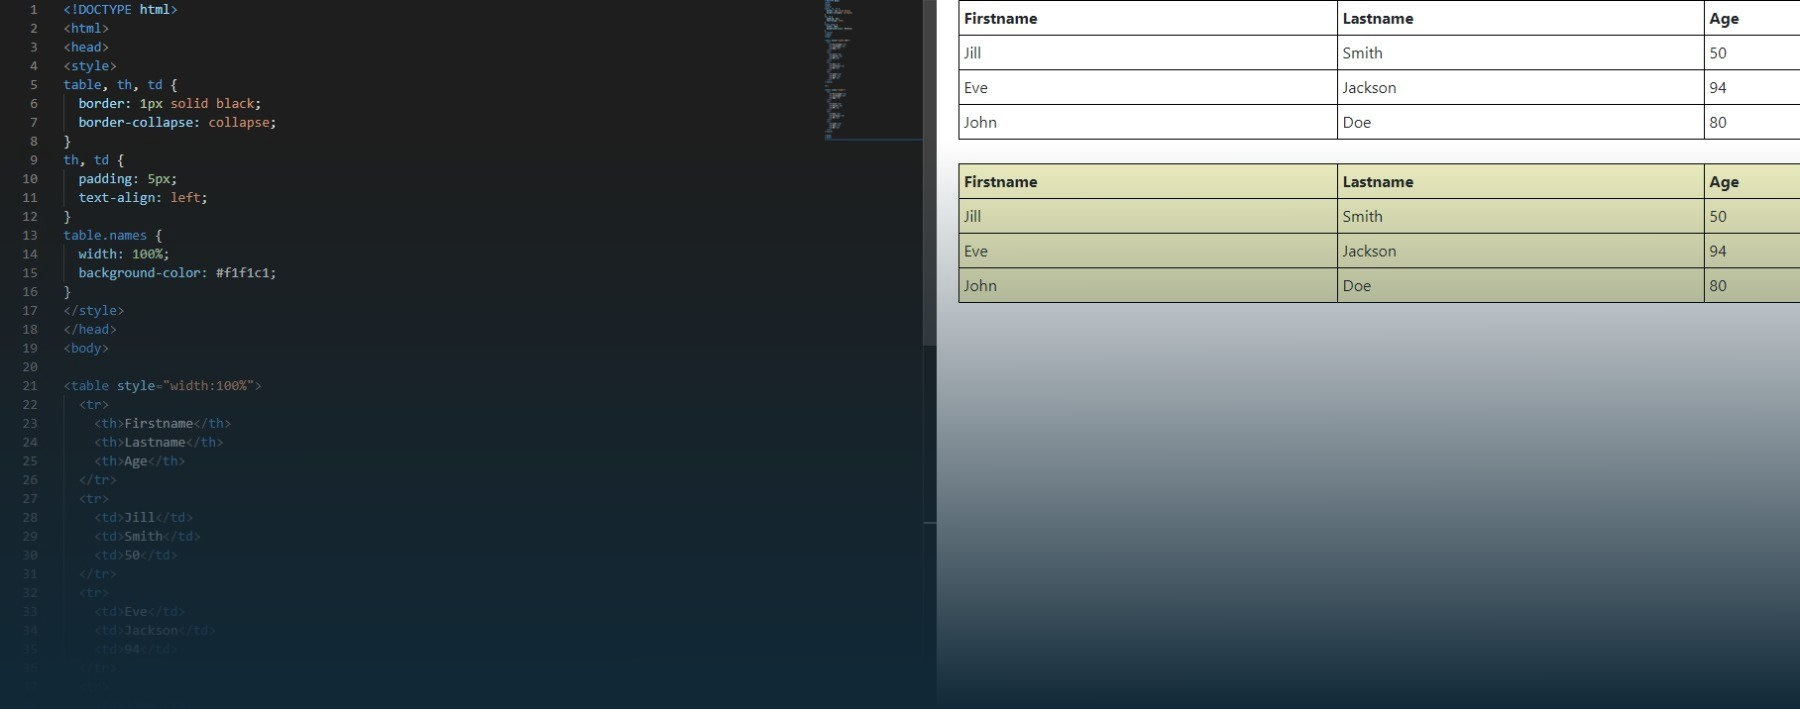 1 <!DOCTYPE html>
2 <html>
3 <head>
4 <style>
5 table, th, td {
6 border: 1px solid black;
7 border-collapse: collapse;
8 }
9 th, td {
10 padding: 5px;
11 text-align: left;
12 }
13 table.names {
14 width: 100%;
15 background-color: #f1f1c1;
16 }
17 </style>
18 </head>
19 <body>
20
21 <table style="width:100%">
22 <tr>
23 <th>Firstname</th>
24 <th>Lastname</th>
25 <th>Age</th>
26 </tr>
27 <tr>
28 <td>Jill</td>
29 <td>Smith</td>
30 <td>50</td>
31 </tr>
32 <tr>
33 <td>Eve</td>
34 <td>Jackson</td>
35 <td>94</td>
36 </tr>
Firstname Lastname Age
Jill Smith 50
Eve Jackson 94
John Doe 80
Firstname Lastname Age
Jill Smith 50
Eve Jackson 94
John Doe 80